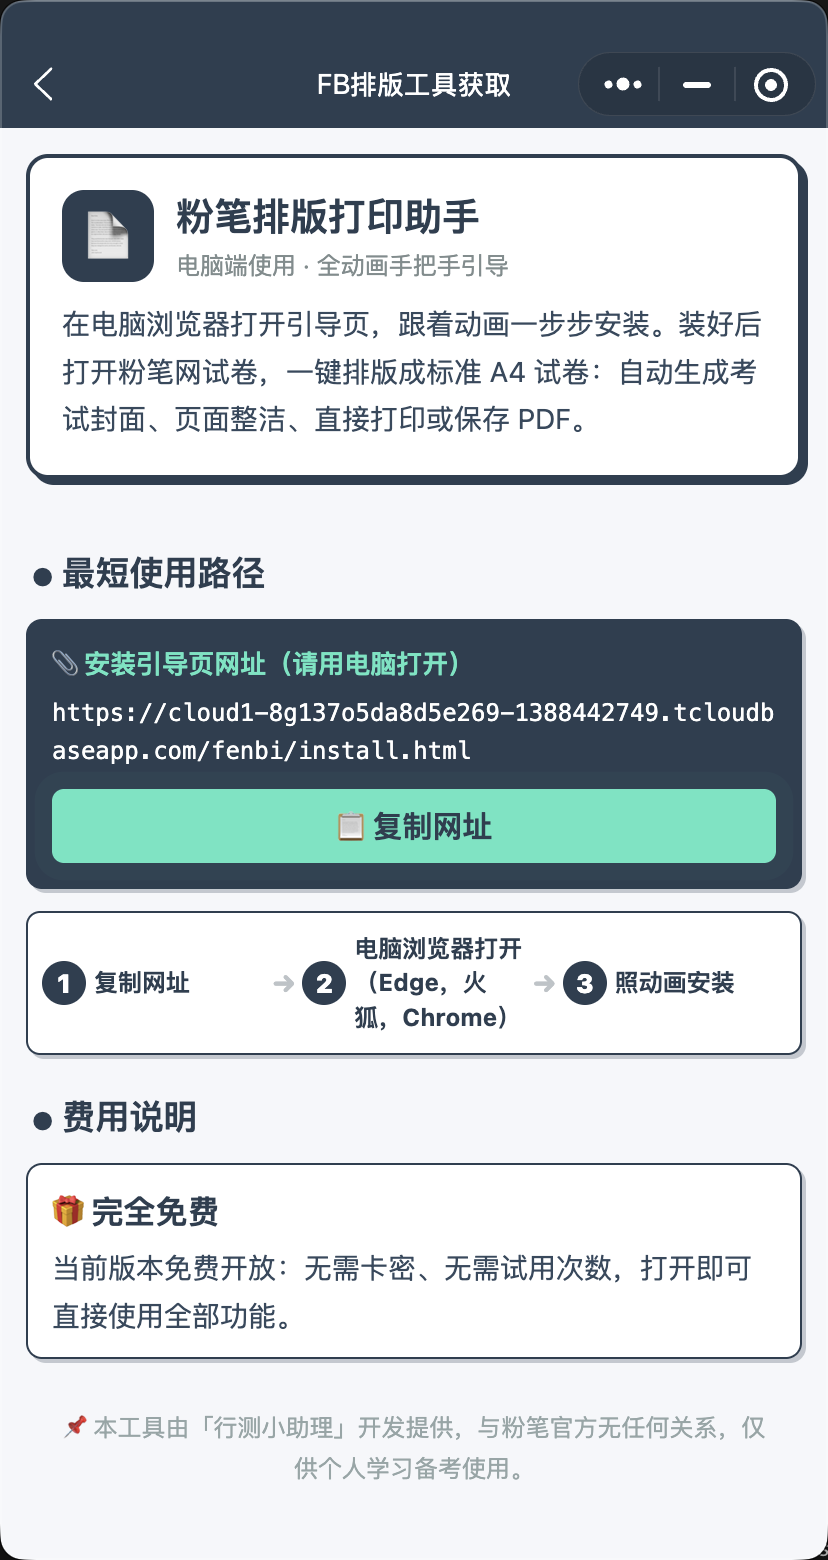 FB排版工具获取
粉笔排版打印助手
电脑端使用 · 全动画手把手引导
在电脑浏览器打开引导页，跟着动画一步步安装。装好后
打开粉笔网试卷，一键排版成标准 A4 试卷：自动生成考
试封面、页面整洁、直接打印或保存 PDF。
最短使用路径
安装引导页网址（请用电脑打开）
https://cloud1-8g137o5da8d5e269-1388442749.tcloudb
aseapp.com/fenbi/install.html
复制网址
1 复制网址
2 电脑浏览器打开
（Edge，火
狐，Chrome）
3 照动画安装
费用说明
完全免费
当前版本免费开放：无需卡密、无需试用次数，打开即可
直接使用全部功能。
本工具由「行测小助理」开发提供，与粉笔官方无任何关系，仅
供个人学习备考使用。